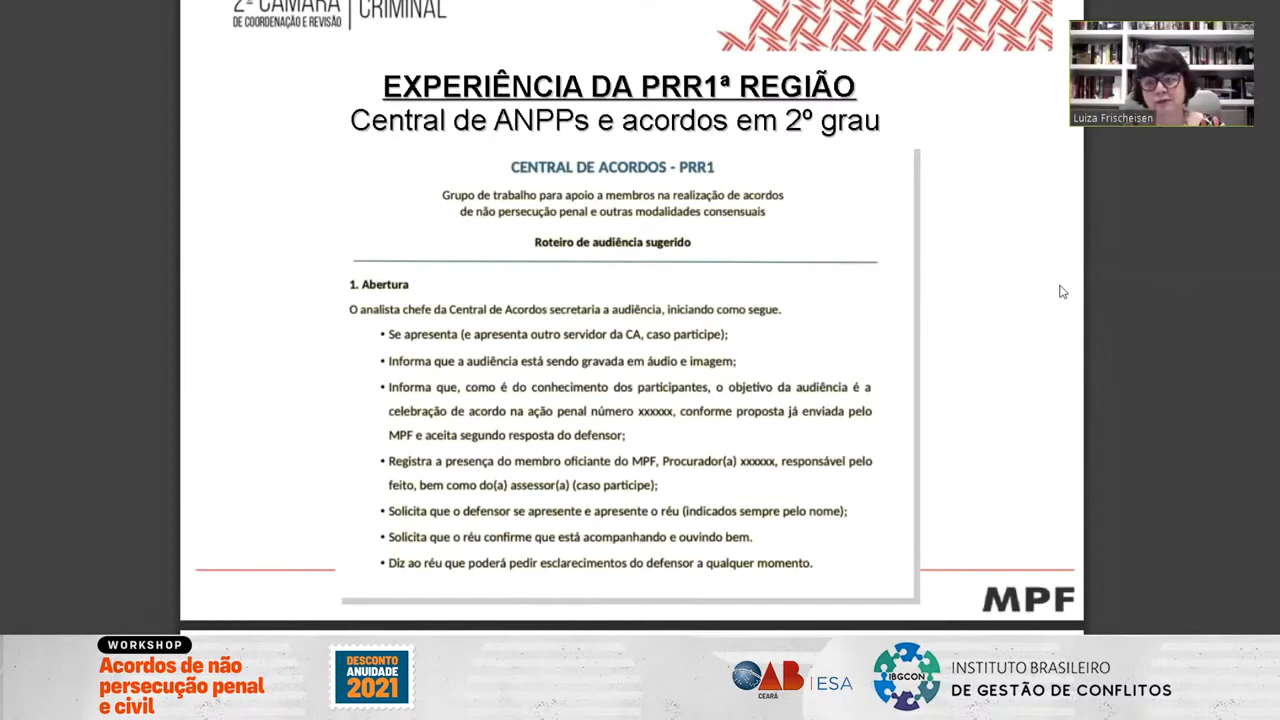 2ª CÂMARA
DE COORDENAÇÃO E REVISÃO
CRIMINAL
EXPERIÊNCIA DA PRR1ª REGIÃO
Central de ANPPs e acordos em 2º grau
Luiza Frischeisen
CENTRAL DE ACORDOS - PRR1
Grupo de trabalho para apoio a membros na realização de acordos
de não persecução penal e outras modalidades consensuais
Roteiro de audiência sugerido
1. Abertura
O analista chefe da Central de Acordos secretaria a audiência, iniciando como segue.
• Se apresenta (e apresenta outro servidor da CA, caso participe);
• Informa que a audiência está sendo gravada em áudio e imagem;
• Informa que, como é do conhecimento dos participantes, o objetivo da audiência é a
celebração de acordo na ação penal número xxxxxx, conforme proposta já enviada pelo
MPF e aceita segundo resposta do defensor;
• Registra a presença do membro oficiante do MPF, Procurador(a) xxxxxx, responsável pelo
feito, bem como do(a) assessor(a) (caso participe);
• Solicita que o defensor se apresente e apresente o réu (indicados sempre pelo nome);
• Solicita que o réu confirme que está acompanhando e ouvindo bem.
• Diz ao réu que poderá pedir esclarecimentos do defensor a qualquer momento.
MPF
WORKSHOP
Acordos de não
persecução penal
e civil
DESCONTO
ANUIDADE
2021
OAB
CEARÁ
ESA
IBGCON
INSTITUTO BRASILEIRO
DE GESTÃO DE CONFLITOS